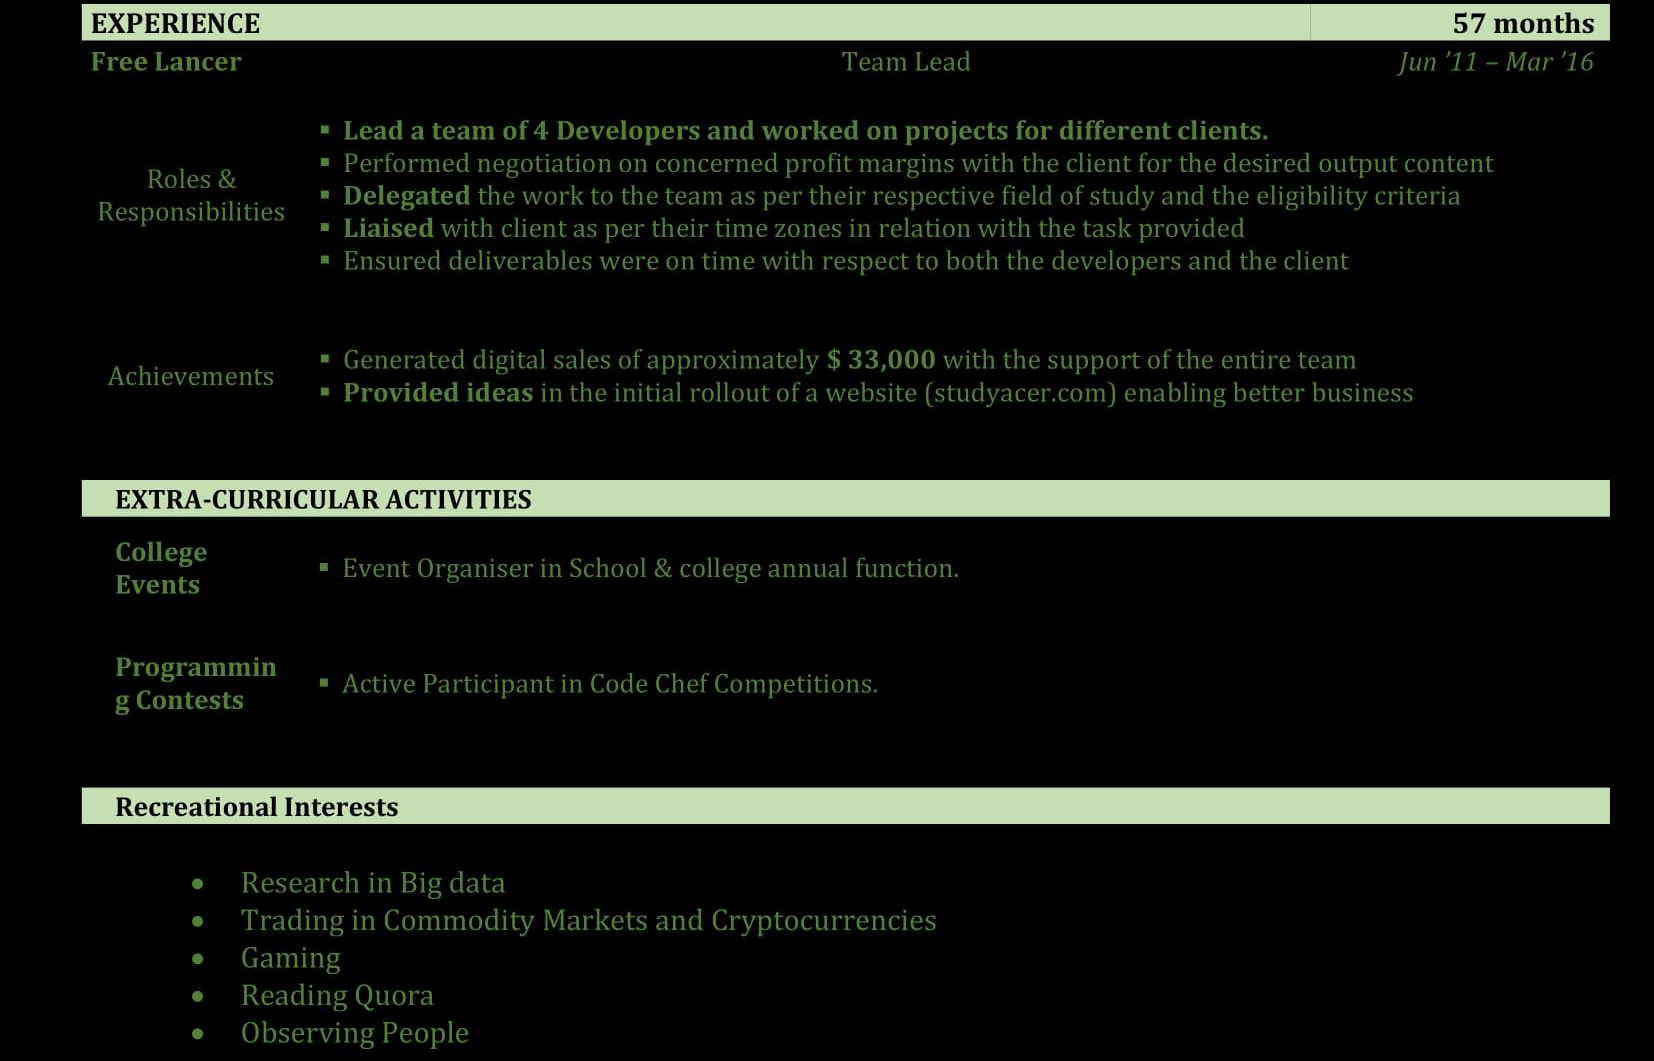 EXPERIENCE 57 months
Free Lancer Team Lead Jun ’11 – Mar ’16
▪ Lead a team of 4 Developers and worked on projects for different clients.
▪ Performed negotiation on concerned profit margins with the client for the desired output content
Roles &
Responsibilities
▪ Delegated the work to the team as per their respective field of study and the eligibility criteria
▪ Liaised with client as per their time zones in relation with the task provided
▪ Ensured deliverables were on time with respect to both the developers and the client
Achievements
▪ Generated digital sales of approximately $ 33,000 with the support of the entire team
▪ Provided ideas in the initial rollout of a website (studyacer.com) enabling better business
EXTRA-CURRICULAR ACTIVITIES
College
Events
▪ Event Organiser in School & college annual function.
Programmin
g Contests
▪ Active Participant in Code Chef Competitions.
Recreational Interests
• Research in Big data
• Trading in Commodity Markets and Cryptocurrencies
• Gaming
• Reading Quora
• Observing People